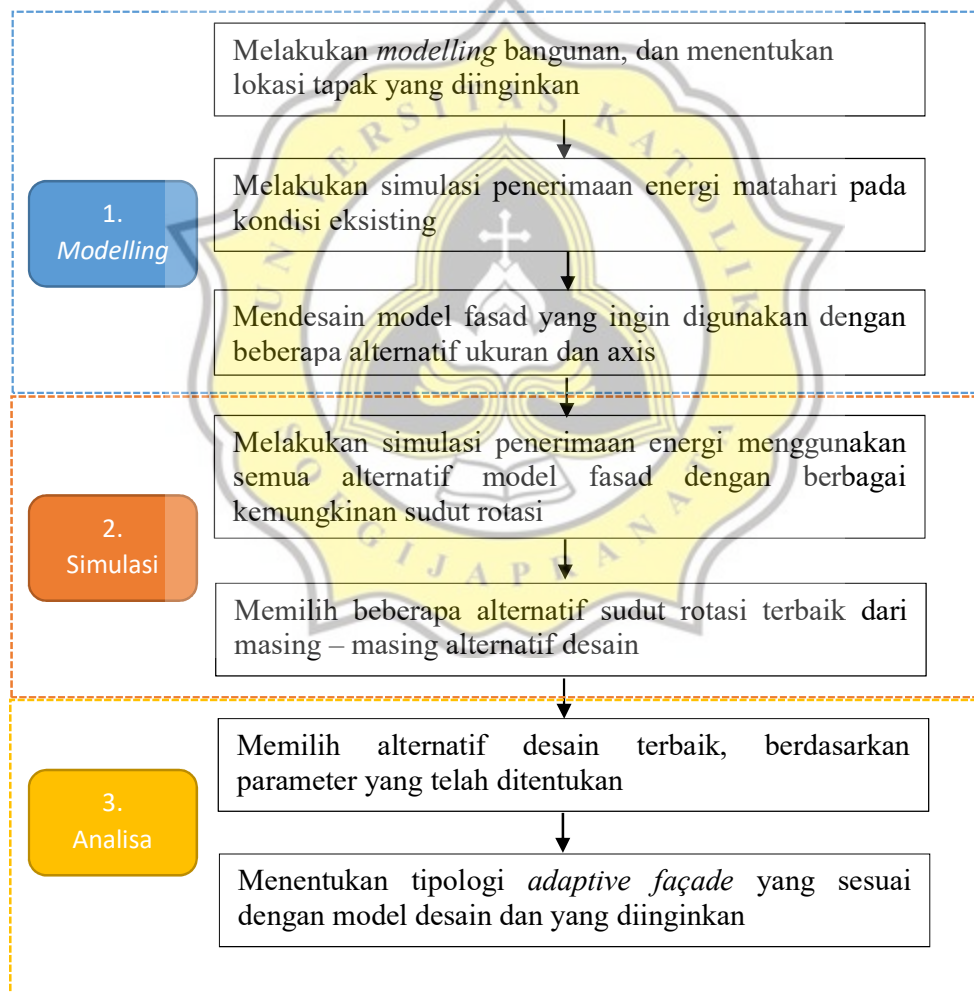 Melakukan modelling bangunan, dan menentukan
lokasi tapak yang diinginkan
1.
Modelling
Melakukan simulasi penerimaan energi matahari pada
kondisi eksisting
Mendesain model fasad yang ingin digunakan dengan
beberapa alternatif ukuran dan axis
2.
Simulasi
Melakukan simulasi penerimaan energi menggunakan
semua alternatif model fasad dengan berbagai
kemungkinan sudut rotasi
Memilih beberapa alternatif sudut rotasi terbaik dari
masing – masing alternatif desain
3.
Analisa
Memilih alternatif desain terbaik, berdasarkan
parameter yang telah ditentukan
Menentukan tipologi adaptive façade yang sesuai
dengan model desain dan yang diinginkan
UNIVERSITAS KATOLIK
SOEGIJAPRANATA